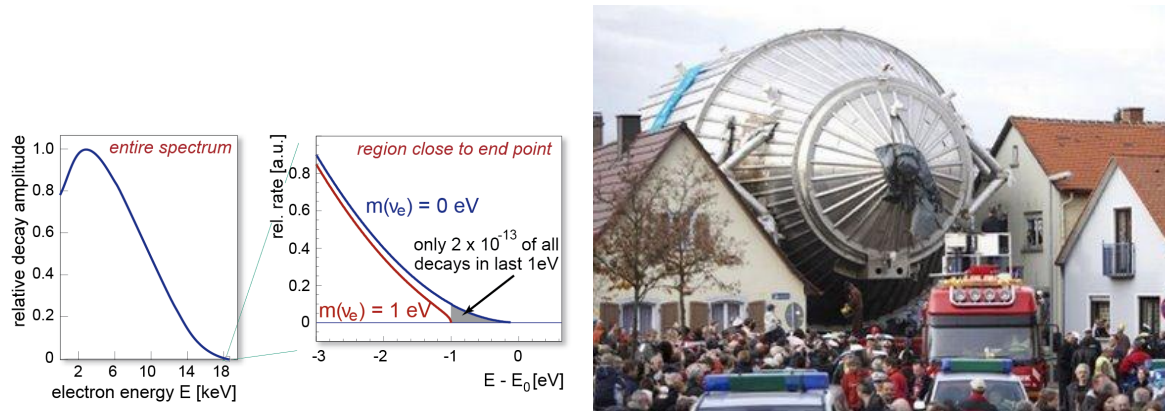 entire spectrum
relative decay amplitude
1.0
0.8
0.6
0.4
0.2
0
2 6 10 14 18
electron energy E [keV]
region close to end point
rel. rate [a.u.]
0.8
0.6
0.4
0.2
0
m(νe) = 0 eV
only 2 x 10^-13 of all
decays in last 1eV
m(νe) = 1 eV
-3 -2 -1 0
E - E0 [eV]